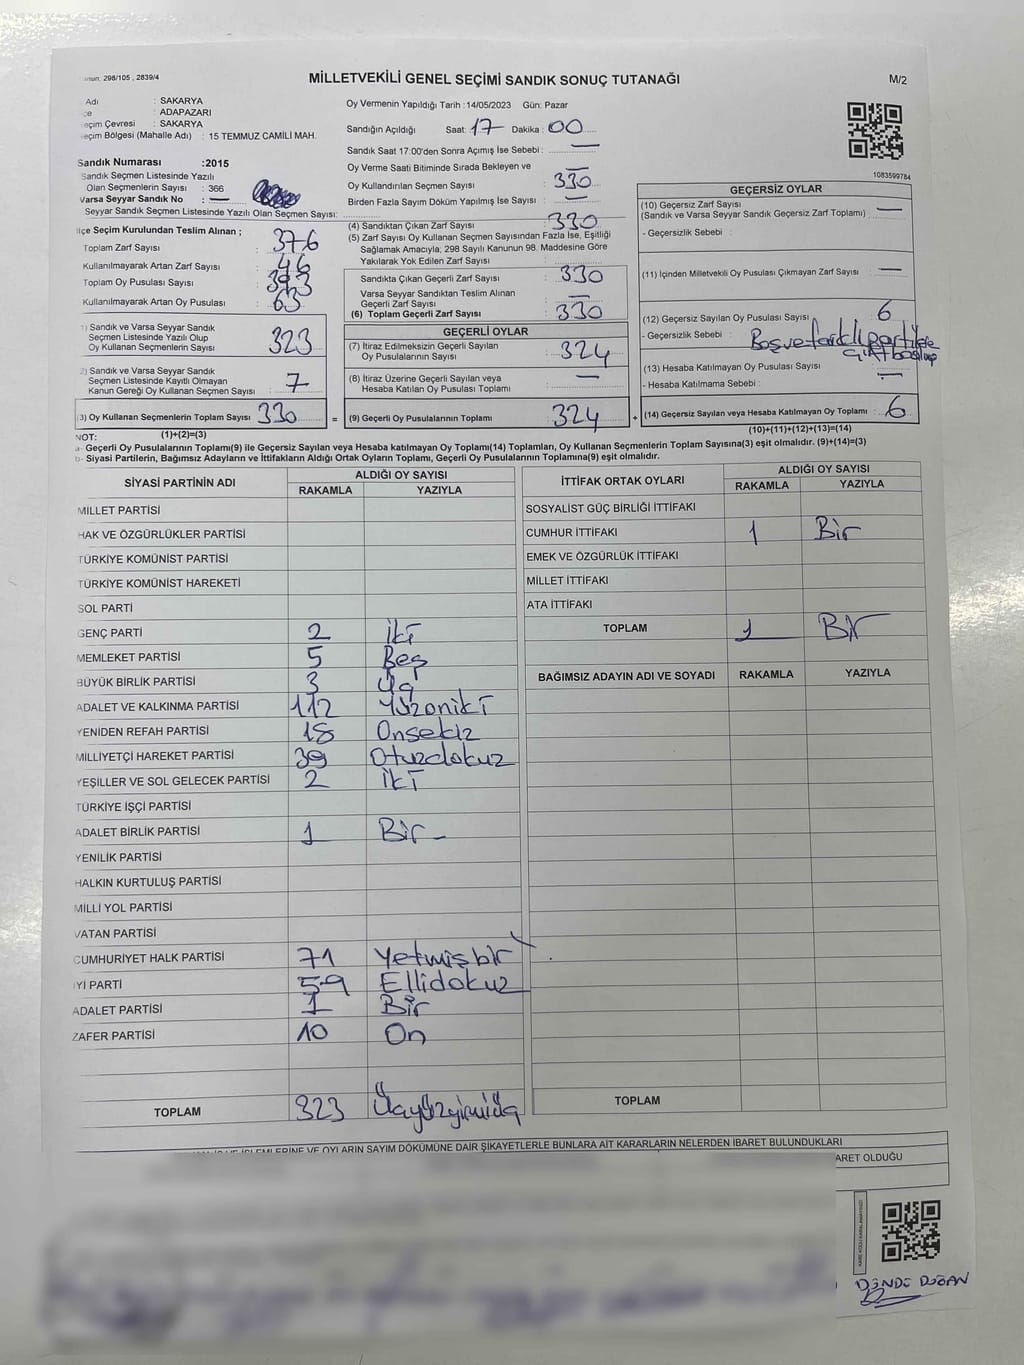 298/105 , 2839/4
MİLLETVEKİLİ GENEL SEÇİMİ SANDIK SONUÇ TUTANAĞI
M/2
Adı : SAKARYA
: ADAPAZARI
eçim Çevresi : SAKARYA
eçim Bölgesi (Mahalle Adı) : 15 TEMMUZ CAMİLİ MAH.
Sandık Numarası :2015
Sandık Seçmen Listesinde Yazılı
Olan Seçmenlerin Sayısı : 366
Varsa Seyyar Sandık No : —
Seyyar Sandık Seçmen Listesinde Yazılı Olan Seçmen Sayısı:
Oy Vermenin Yapıldığı Tarih :14/05/2023 Gün: Pazar
Sandığın Açıldığı Saat: 17 Dakika : 00
Sandık Saat 17:00'den Sonra Açımış İse Sebebi : —
Oy Verme Saati Bitiminde Sırada Bekleyen ve
Oy Kullandırılan Seçmen Sayısı : 330
Birden Fazla Sayım Döküm Yapılmış İse Sayısı : —
1083599784
ilçe Seçim Kurulundan Teslim Alınan ;
Toplam Zarf Sayısı : 376
Kullanılmayarak Artan Zarf Sayısı : 46
Toplam Oy Pusulası Sayısı : 393
Kullanılmayarak Artan Oy Pusulası : 63
1) Sandık ve Varsa Seyyar Sandık
Seçmen Listesinde Yazılı Olup
Oy Kullanan Seçmenlerin Sayısı : 323
2) Sandık ve Varsa Seyyar Sandık
Seçmen Listesinde Kayıtlı Olmayan
Kanun Gereği Oy Kullanan Seçmen Sayısı : 7
(3) Oy Kullanan Seçmenlerin Toplam Sayısı 330 =
(1)+(2)=(3)
(4) Sandıktan Çıkan Zarf Sayısı : 330
(5) Zarf Sayısı Oy Kullanan Seçmen Sayısından Fazla İse, Eşitliği
Sağlamak Amacıyla, 298 Sayılı Kanunun 98. Maddesine Göre
Yakılarak Yok Edilen Zarf Sayısı :
Sandıkta Çıkan Geçerli Zarf Sayısı : 330
Varsa Seyyar Sandıktan Teslim Alınan
Geçerli Zarf Sayısı : —
(6) Toplam Geçerli Zarf Sayısı : 330
GEÇERLİ OYLAR
(7) İtiraz Edilmeksizin Geçerli Sayılan
Oy Pusulalarının Sayısı : 324
(8) İtiraz Üzerine Geçerli Sayılan veya
Hesaba Katılan Oy Pusulası Toplamı : —
(9) Geçerli Oy Pusulalarının Toplamı : 324 +
GEÇERSİZ OYLAR
(10) Geçersiz Zarf Sayısı
(Sandık ve Varsa Seyyar Sandık Geçersiz Zarf Toplamı) : —
- Geçersizlik Sebebi :
(11) İçinden Milletvekili Oy Pusulası Çıkmayan Zarf Sayısı : —
(12) Geçersiz Sayılan Oy Pusulası Sayısı : 6
- Geçersizlik Sebebi : Boş ve farklı partilere
çift basılıp
(13) Hesaba Katılmayan Oy Pusulası Sayısı : —
- Hesaba Katılmama Sebebi :
(14) Geçersiz Sayılan veya Hesaba Katılmayan Oy Toplamı : 6
(10)+(11)+(12)+(13)=(14)
NOT:
a- Geçerli Oy Pusulalarının Toplamı(9) ile Geçersiz Sayılan veya Hesaba katılmayan Oy Toplamı(14) Toplamları, Oy Kullanan Seçmenlerin Toplam Sayısına(3) eşit olmalıdır. (9)+(14)=(3)
b- Siyasi Partilerin, Bağımsız Adayların ve İttifakların Aldığı Ortak Oyların Toplamı, Geçerli Oy Pusulalarının Toplamına(9) eşit olmalıdır.
SİYASİ PARTİNİN ADI ALDIĞI OY SAYISI
RAKAMLA YAZIYLA
MİLLET PARTİSİ
HAK VE ÖZGÜRLÜKLER PARTİSİ
TÜRKİYE KOMÜNİST PARTİSİ
TÜRKİYE KOMÜNİST HAREKETİ
SOL PARTİ
GENÇ PARTİ 2 İki
MEMLEKET PARTİSİ 5 Beş
BÜYÜK BİRLİK PARTİSİ 3 Üç
ADALET VE KALKINMA PARTİSİ 112 Yüzoniki
YENİDEN REFAH PARTİSİ 18 Onsekiz
MİLLİYETÇİ HAREKET PARTİSİ 39 Otuzdokuz
YEŞİLLER VE SOL GELECEK PARTİSİ 2 İki
TÜRKİYE İŞÇİ PARTİSİ
ADALET BİRLİK PARTİSİ 1 Bir
YENİLİK PARTİSİ
HALKIN KURTULUŞ PARTİSİ
MİLLİ YOL PARTİSİ
VATAN PARTİSİ
CUMHURİYET HALK PARTİSİ 71 Yetmişbir
İYİ PARTİ 59 Ellidokuz
ADALET PARTİSİ 1 Bir
ZAFER PARTİSİ 10 On
TOPLAM 323 Üçyüzyirmiüç
İTTİFAK ORTAK OYLARI ALDIĞI OY SAYISI
RAKAMLA YAZIYLA
SOSYALİST GÜÇ BİRLİĞİ İTTİFAKI
CUMHUR İTTİFAKI 1 Bir
EMEK VE ÖZGÜRLÜK İTTİFAKI
MİLLET İTTİFAKI
ATA İTTİFAKI
TOPLAM 1 Bir
BAĞIMSIZ ADAYIN ADI VE SOYADI RAKAMLA YAZIYLA
TOPLAM
İŞLEMLERİNE VE OYLARIN SAYIM DÖKÜMÜNE DAİR ŞİKAYETLERLE BUNLARA AİT KARARLARIN NELERDEN İBARET BULUNDUKLARI
ARET OLDUĞU
DOĞAN